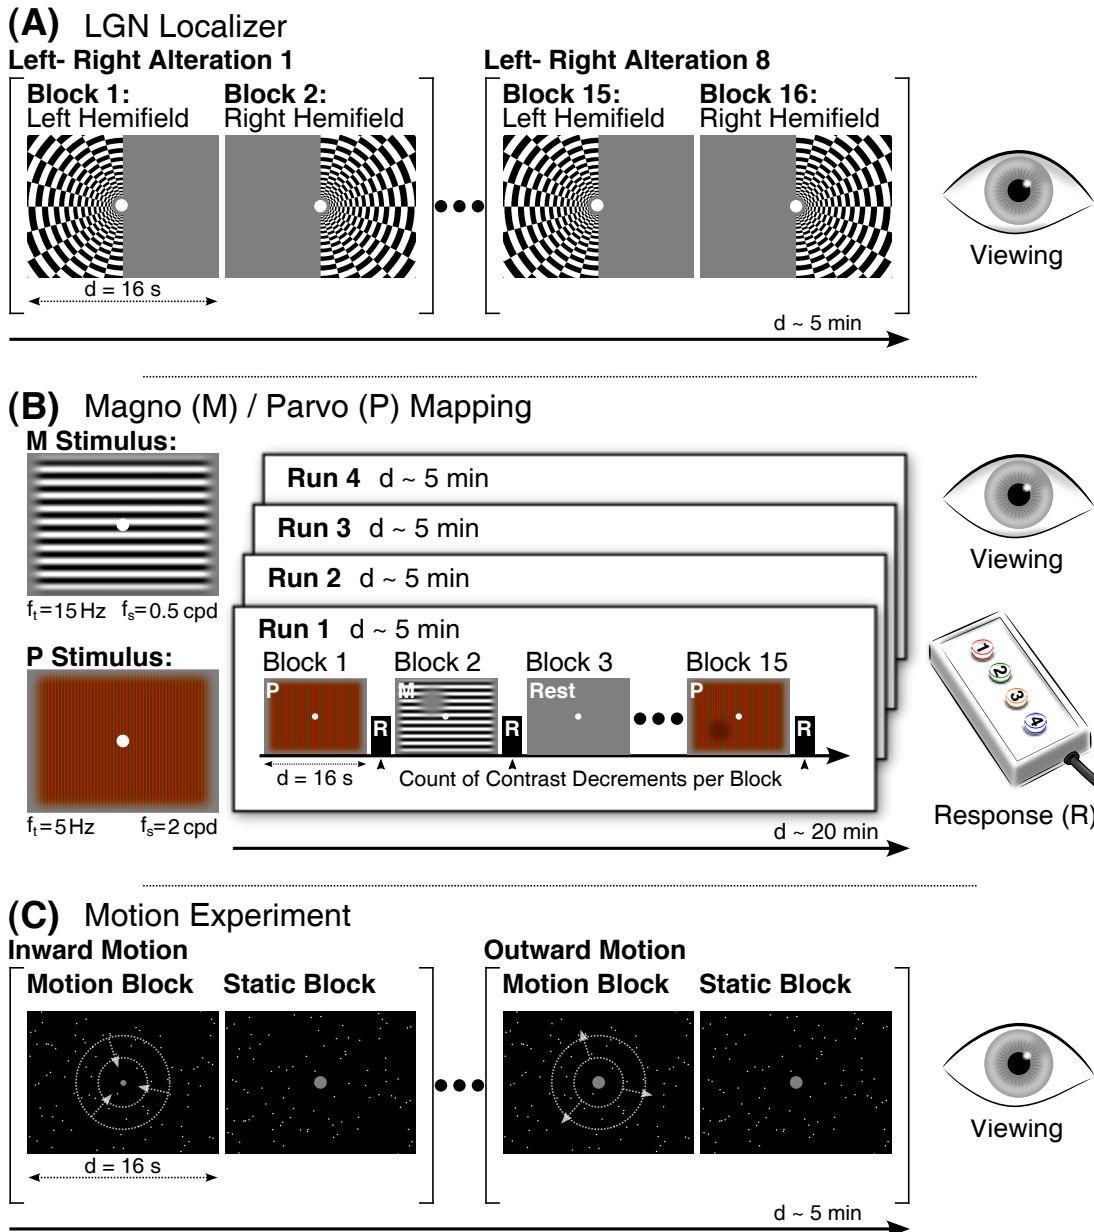 (A) LGN Localizer
Left- Right Alteration 1
Left- Right Alteration 8
Block 1:
Left Hemifield
Block 2:
Right Hemifield
Block 15:
Left Hemifield
Block 16:
Right Hemifield
Viewing
d = 16 s
d ~ 5 min
(B) Magno (M) / Parvo (P) Mapping
M Stimulus:
fₜ=15 Hz fₛ=0.5 cpd
P Stimulus:
fₜ=5 Hz fₛ=2 cpd
Run 4 d ~ 5 min
Run 3 d ~ 5 min
Run 2 d ~ 5 min
Run 1 d ~ 5 min
Block 1
Block 2
Block 3
Block 15
P
M
Rest
P
R
R
R
d = 16 s
Count of Contrast Decrements per Block
d ~ 20 min
Viewing
1
2
3
4
Response (R)
(C) Motion Experiment
Inward Motion
Outward Motion
Motion Block
Static Block
Motion Block
Static Block
Viewing
d = 16 s
d ~ 5 min